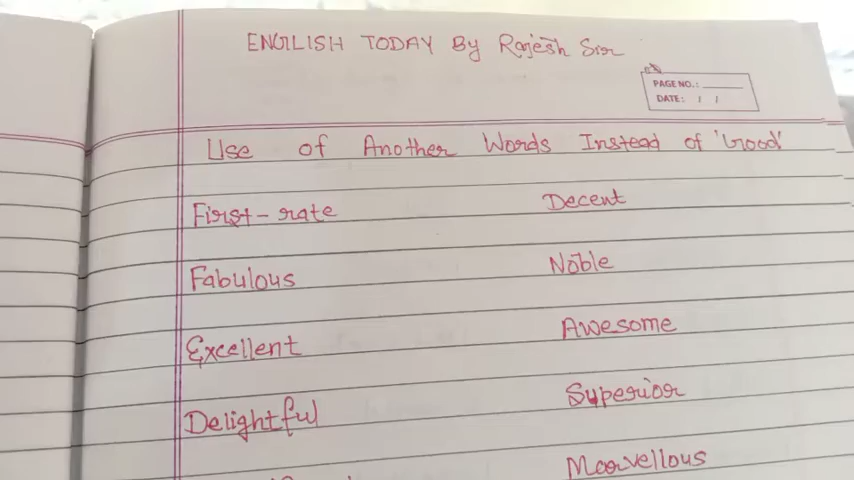 ENGLISH TODAY By Rajesh Sir
PAGE NO.:
DATE: / /
Use of Another Words Instead of 'Good'
First-rate Decent
Fabulous Noble
Excellent Awesome
Delightful Superior
Marvellous